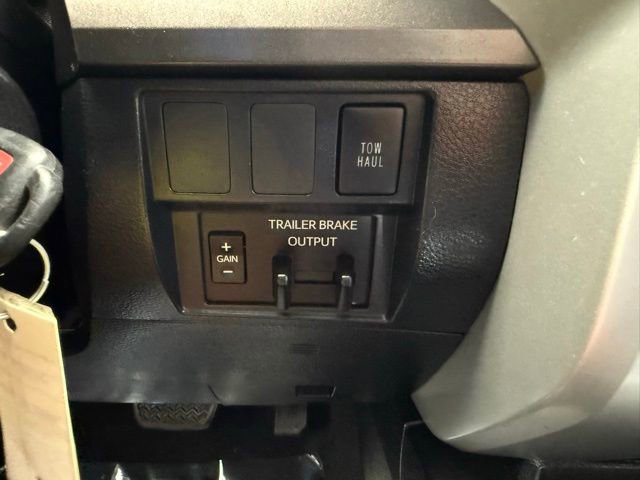 TOW
HAUL
TRAILER BRAKE
OUTPUT
+
GAIN
-